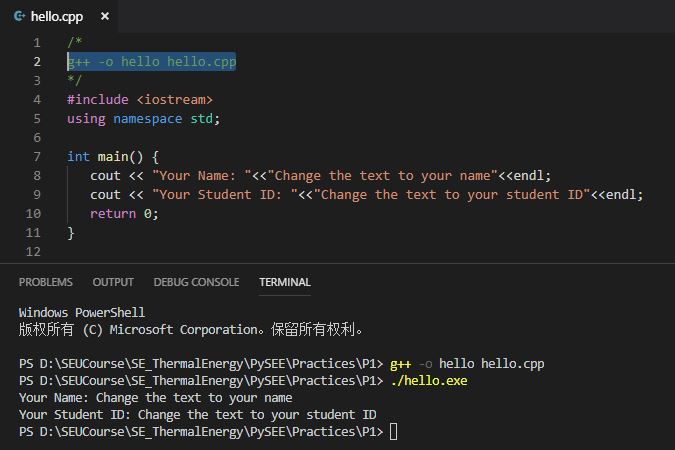 hello.cpp ×
1 /*
2 g++ -o hello hello.cpp
3 */
4 #include <iostream>
5 using namespace std;
6
7 int main() {
8    cout << "Your Name: "<<"Change the text to your name"<<endl;
9    cout << "Your Student ID: "<<"Change the text to your student ID"<<endl;
10    return 0;
11 }
12
PROBLEMS OUTPUT DEBUG CONSOLE TERMINAL
Windows PowerShell
版权所有 (C) Microsoft Corporation。保留所有权利。
PS D:\SEUCourse\SE_ThermalEnergy\PySEE\Practices\P1> g++ -o hello hello.cpp
PS D:\SEUCourse\SE_ThermalEnergy\PySEE\Practices\P1> ./hello.exe
Your Name: Change the text to your name
Your Student ID: Change the text to your student ID
PS D:\SEUCourse\SE_ThermalEnergy\PySEE\Practices\P1>